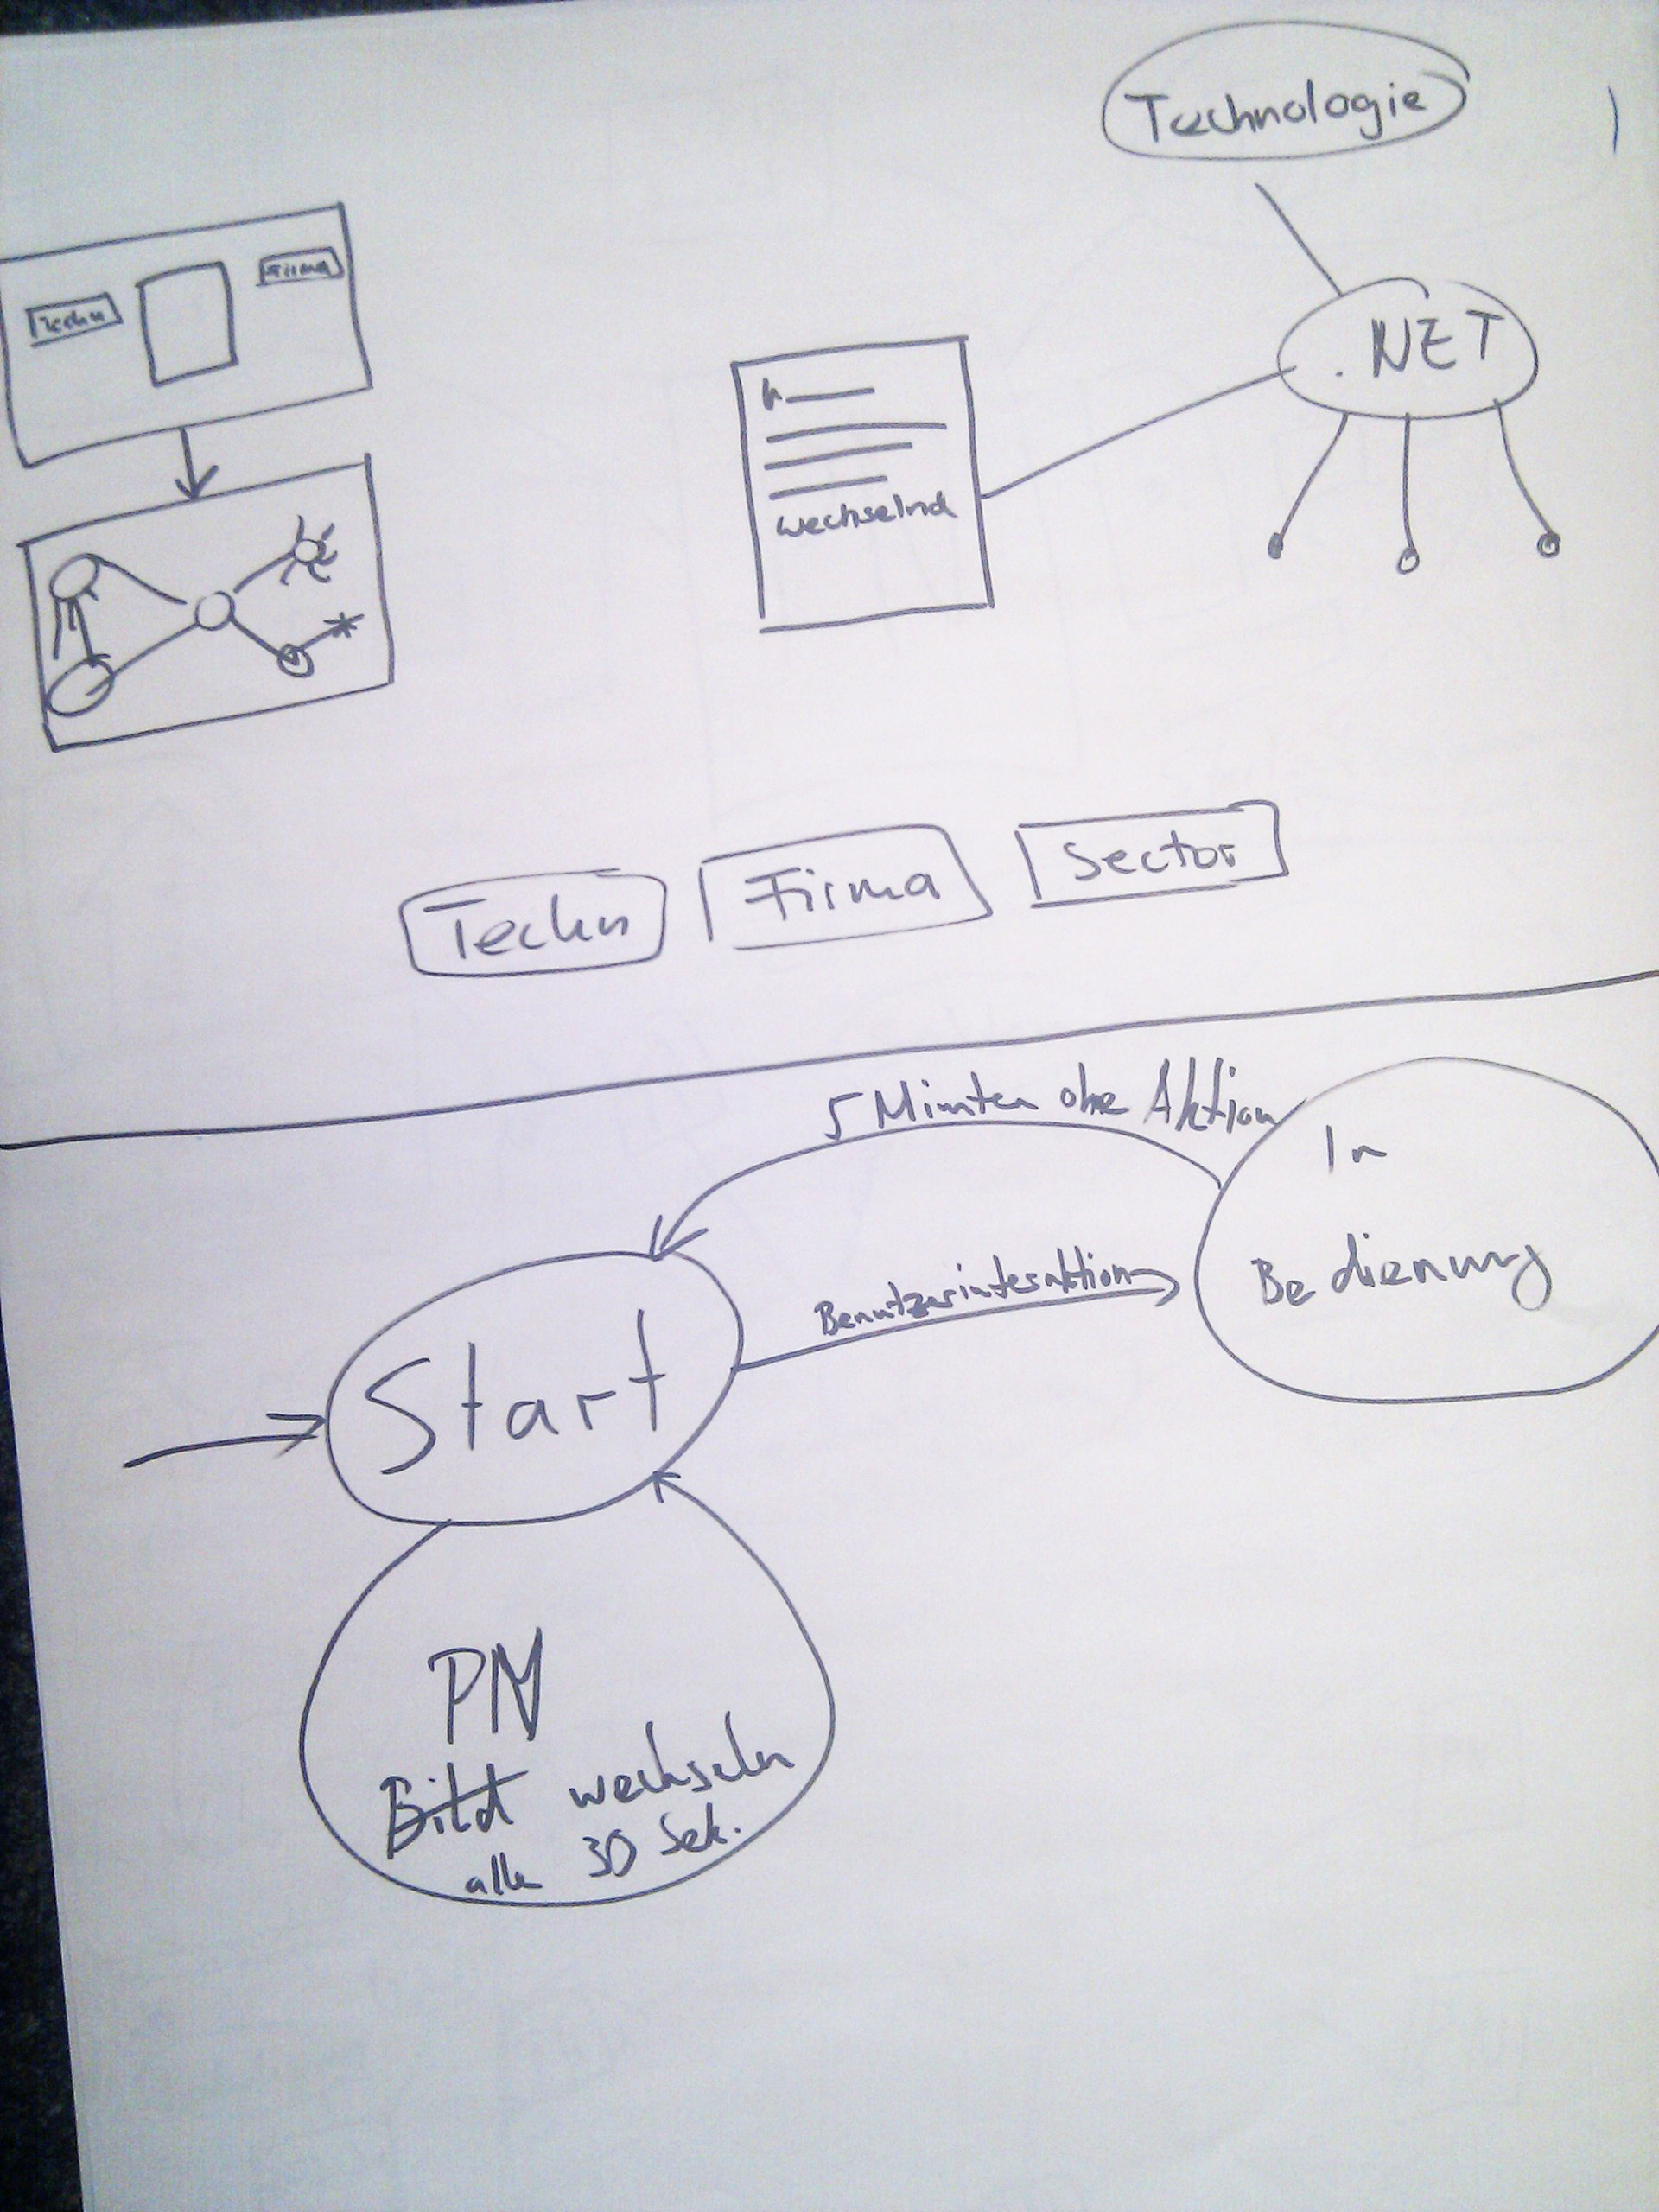 Technologie
Firma
Techn
.NET
wechselnd
Techn
Firma
Sector
5 Minuten ohne Aktion
In
Bedienung
Benutzerinteraktion
Start
Bild wechseln
alle 30 Sek.